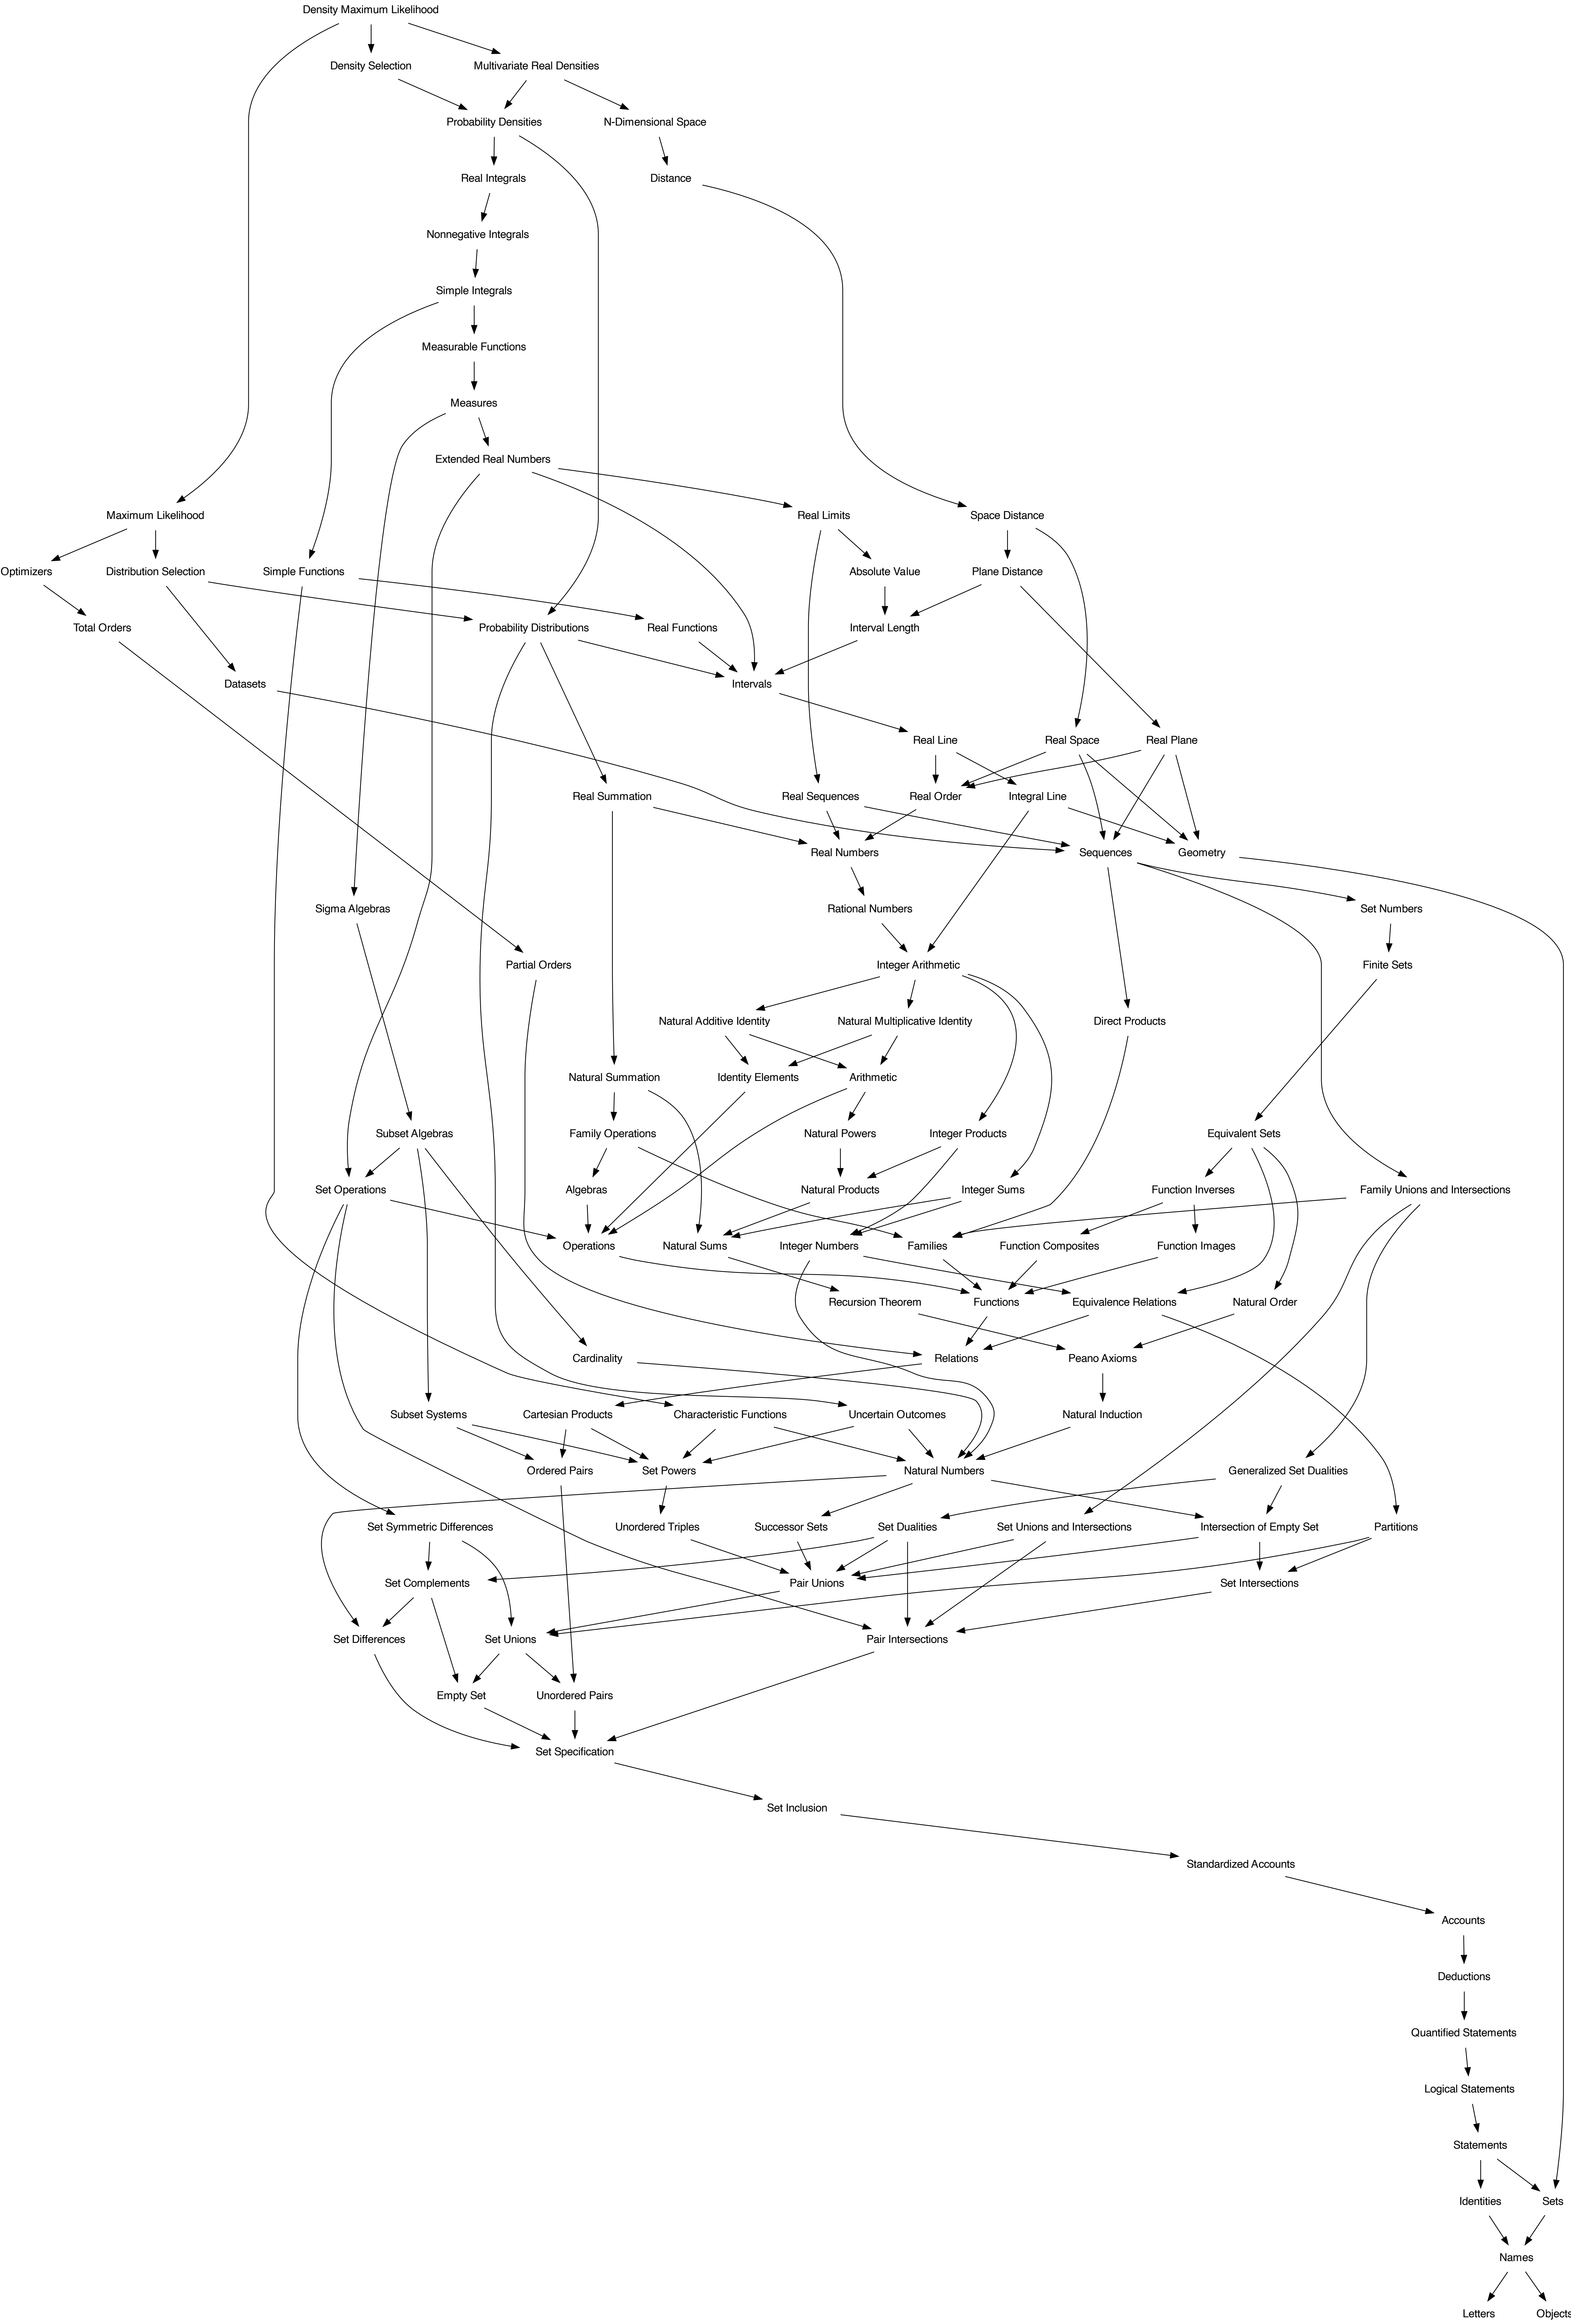 Density Maximum Likelihood
Density Selection
Multivariate Real Densities
Probability Densities
N-Dimensional Space
Real Integrals
Distance
Nonnegative Integrals
Simple Integrals
Measurable Functions
Measures
Extended Real Numbers
Maximum Likelihood
Real Limits
Space Distance
Optimizers
Distribution Selection
Simple Functions
Absolute Value
Plane Distance
Total Orders
Probability Distributions
Real Functions
Interval Length
Datasets
Intervals
Real Line
Real Space
Real Plane
Real Summation
Real Sequences
Real Order
Integral Line
Real Numbers
Sequences
Geometry
Sigma Algebras
Rational Numbers
Set Numbers
Partial Orders
Integer Arithmetic
Finite Sets
Natural Additive Identity
Natural Multiplicative Identity
Direct Products
Natural Summation
Identity Elements
Arithmetic
Subset Algebras
Family Operations
Natural Powers
Integer Products
Equivalent Sets
Set Operations
Algebras
Natural Products
Integer Sums
Function Inverses
Family Unions and Intersections
Operations
Natural Sums
Integer Numbers
Families
Function Composites
Function Images
Recursion Theorem
Functions
Equivalence Relations
Natural Order
Cardinality
Relations
Peano Axioms
Subset Systems
Cartesian Products
Characteristic Functions
Uncertain Outcomes
Natural Induction
Ordered Pairs
Set Powers
Natural Numbers
Generalized Set Dualities
Set Symmetric Differences
Unordered Triples
Successor Sets
Set Dualities
Set Unions and Intersections
Intersection of Empty Set
Partitions
Set Complements
Pair Unions
Set Intersections
Set Differences
Set Unions
Pair Intersections
Empty Set
Unordered Pairs
Set Specification
Set Inclusion
Standardized Accounts
Accounts
Deductions
Quantified Statements
Logical Statements
Statements
Identities
Sets
Names
Letters
Objects